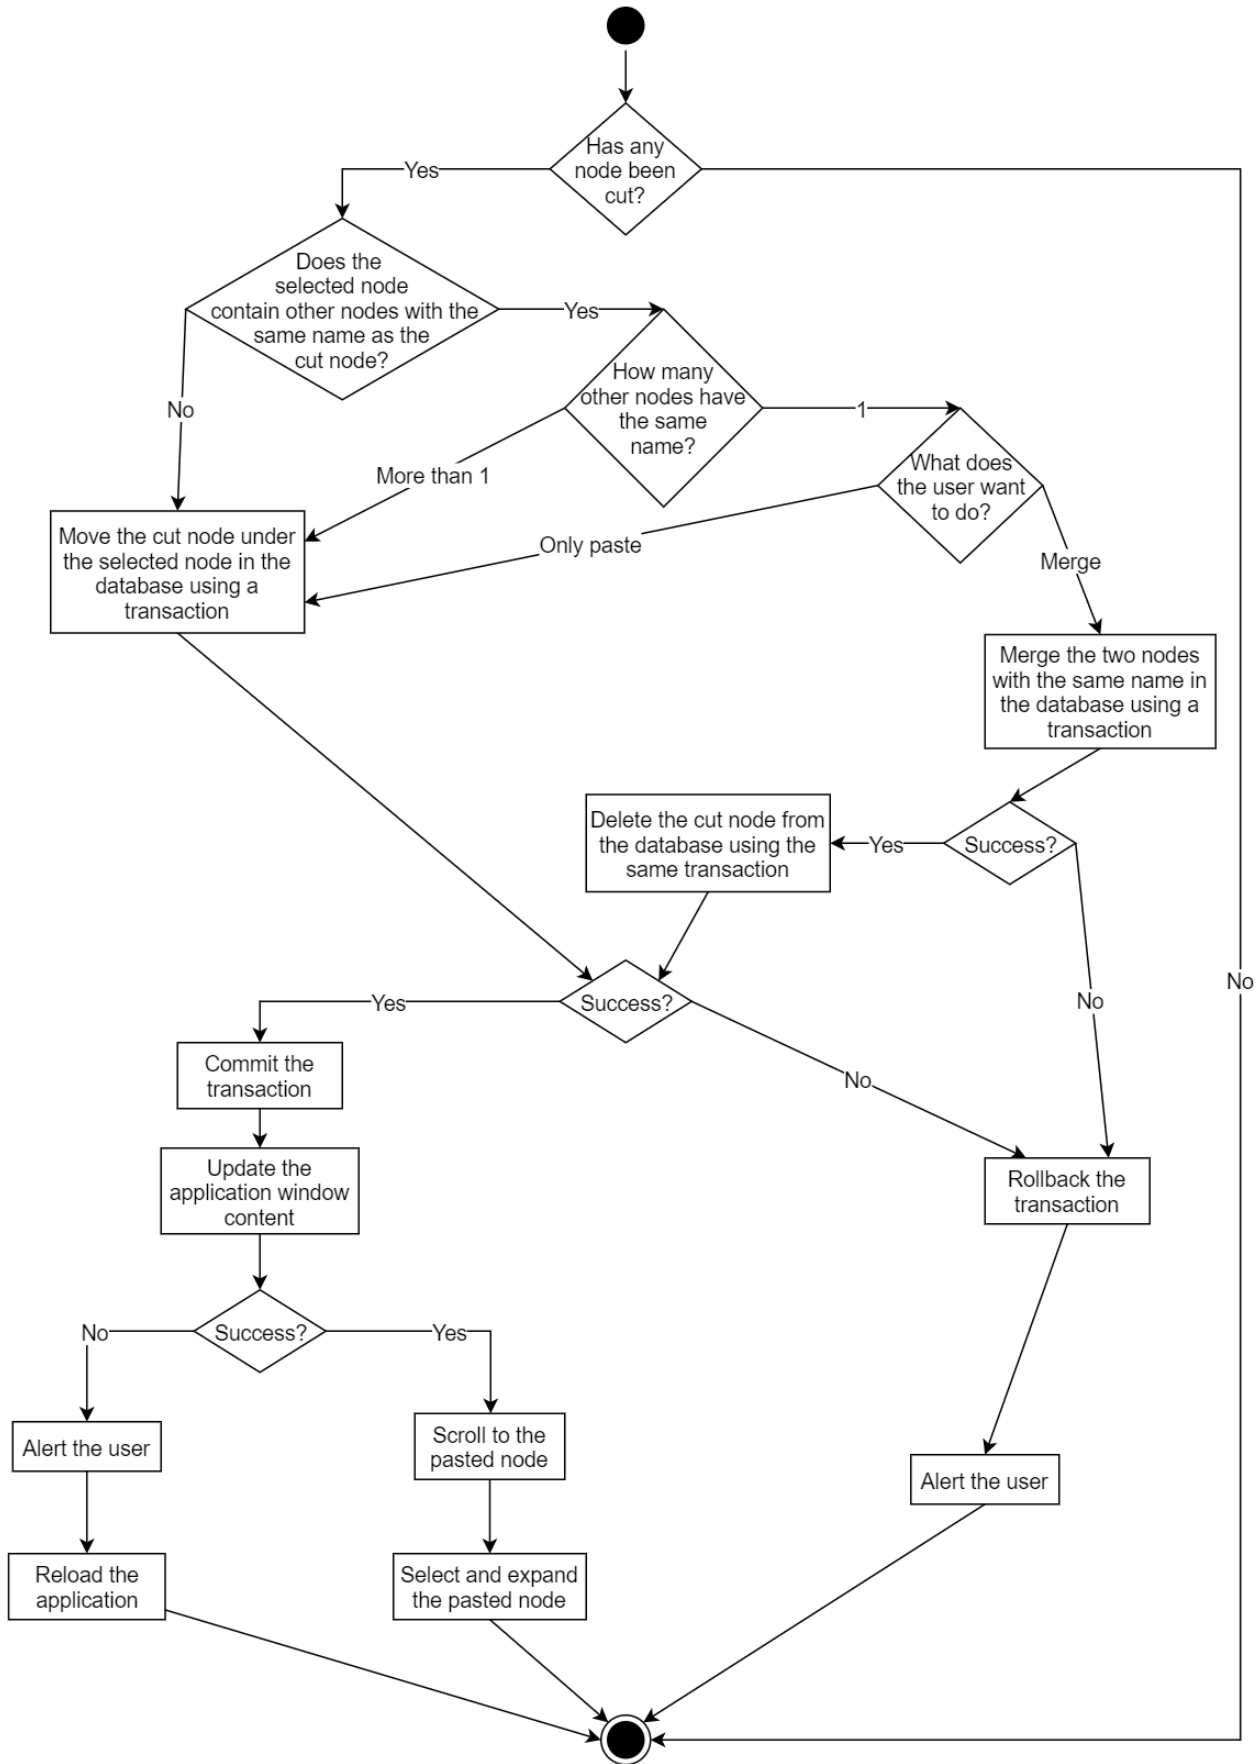 Has any
node been
cut?
Yes
Does the
selected node
contain other nodes with the
same name as the
cut node?
Yes
How many
other nodes have
the same
name?
1
No
What does
the user want
to do?
More than 1
Move the cut node under
the selected node in the
database using a
transaction
Only paste
Merge
Merge the two nodes
with the same name in
the database using a
transaction
Delete the cut node from
the database using the
same transaction
Yes
Success?
No
Yes
Success?
No
No
Commit the
transaction
Update the
application window
content
Rollback the
transaction
No
Success?
Yes
Alert the user
Scroll to the
pasted node
Alert the user
Reload the
application
Select and expand
the pasted node